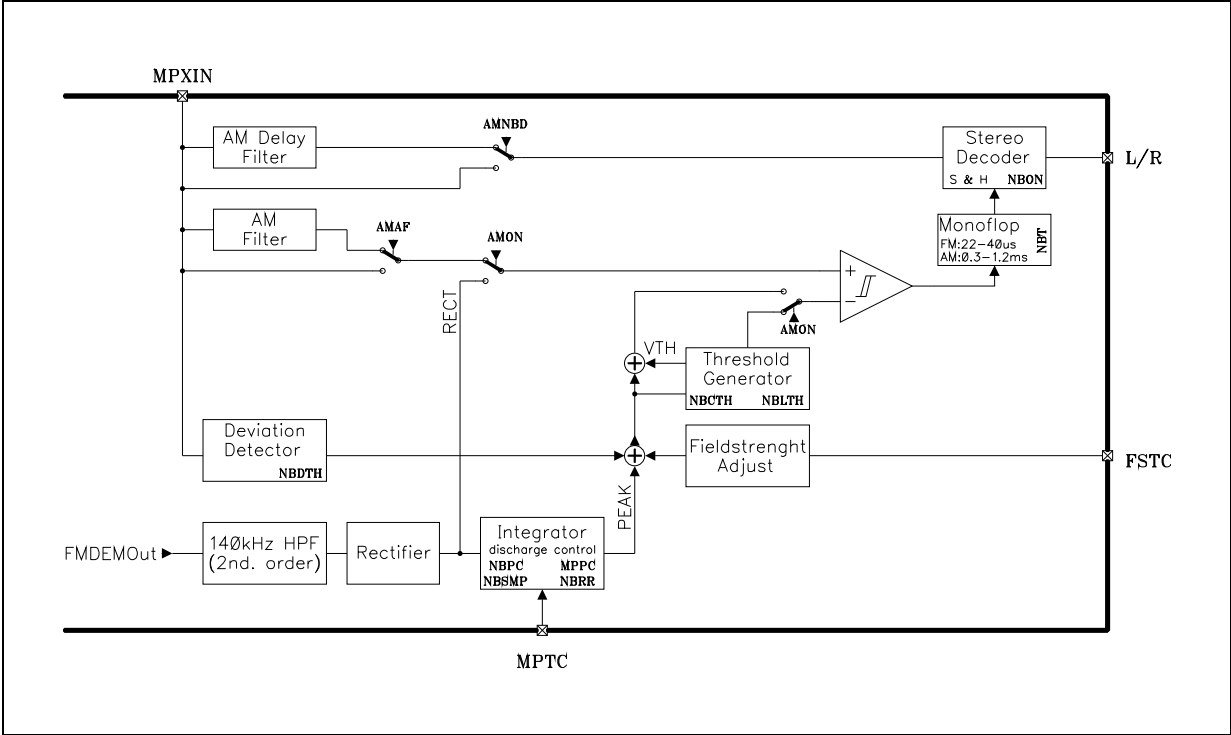 MPXIN
AM Delay
Filter
AMNBD
Stereo
Decoder
S & H NBON
L/R
AM
Filter
AMAF
AMON
Monoflop
FM:22-40us
AM:0.3-1.2ms
NBT
+
−
AMON
RECT
VTH
Threshold
Generator
NBCTH NBLTH
Deviation
Detector
NBDTH
Fieldstrenght
Adjust
FSTC
PEAK
FMDEMOut
140kHz HPF
(2nd. order)
Rectifier
Integrator
discharge control
NBPC MPPC
NBSMP NBRR
MPTC